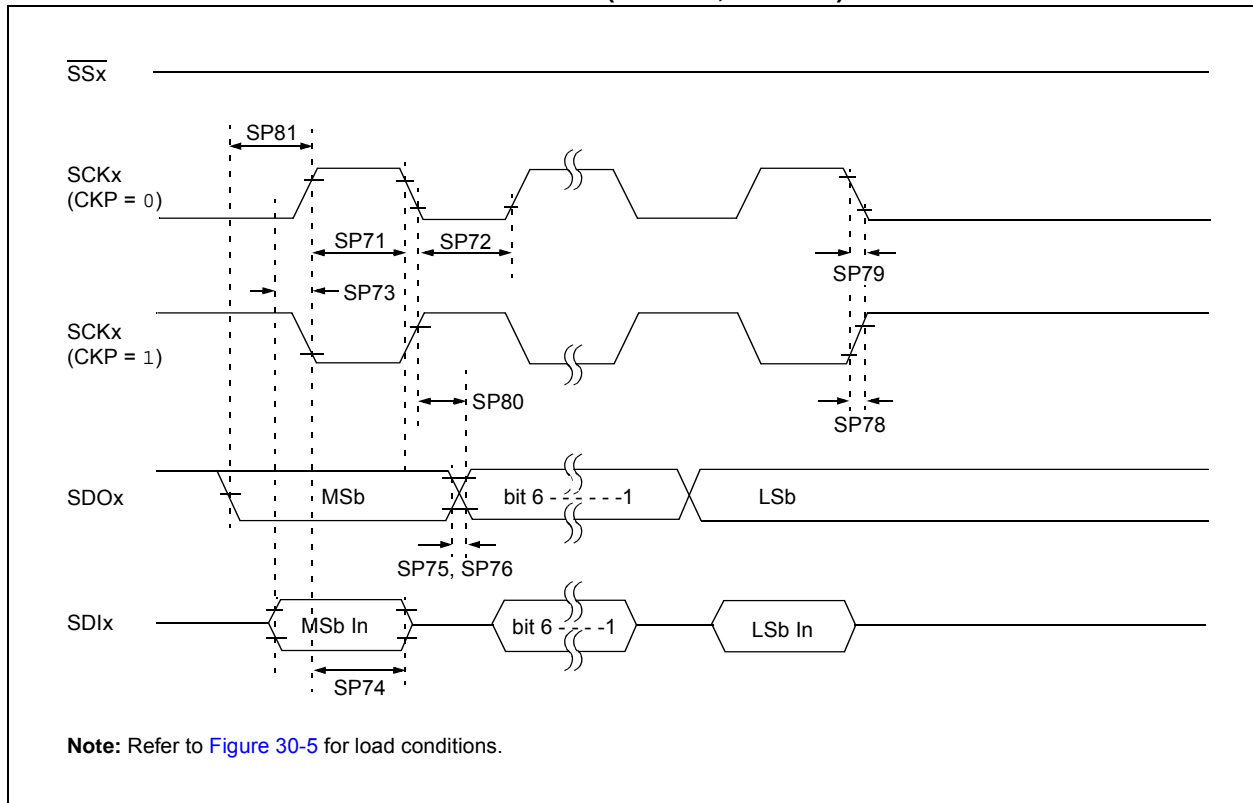 SSx
SP81
SCKx
(CKP = 0)
SP71
SP72
SP79
SP73
SCKx
(CKP = 1)
SP80
SP78
SDOx
MSb
bit 6 - - - - - -1
LSb
SP75, SP76
SDIx
MSb In
bit 6 - - - -1
LSb In
SP74
Note: Refer to Figure 30-5 for load conditions.